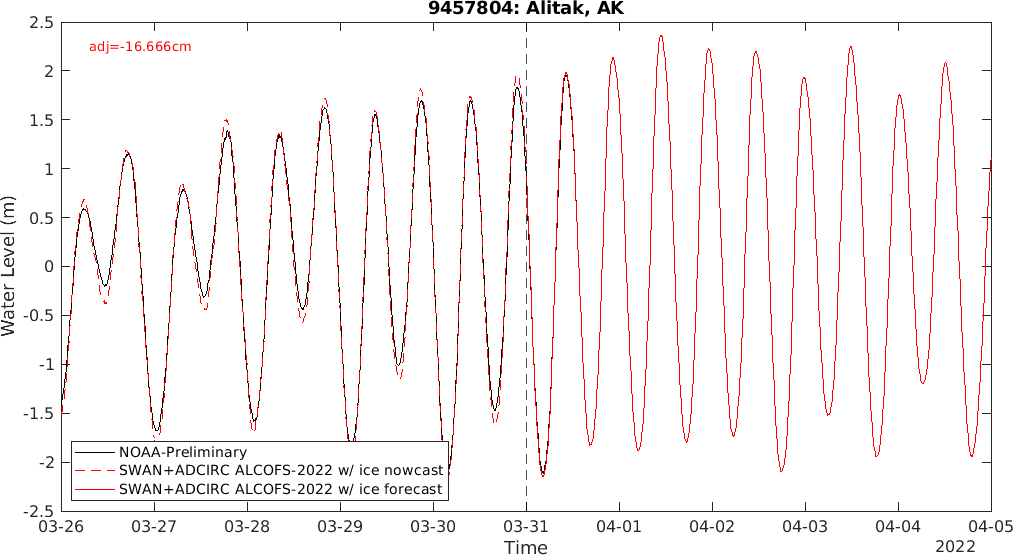 9457804: Alitak, AK
adj=-16.666cm
Water Level (m)
2.5
2
1.5
1
0.5
0
-0.5
-1
-1.5
-2
-2.5
NOAA-Preliminary
SWAN+ADCIRC ALCOFS-2022 w/ ice nowcast
SWAN+ADCIRC ALCOFS-2022 w/ ice forecast
03-26 03-27 03-28 03-29 03-30 03-31 04-01 04-02 04-03 04-04 04-05
Time
2022